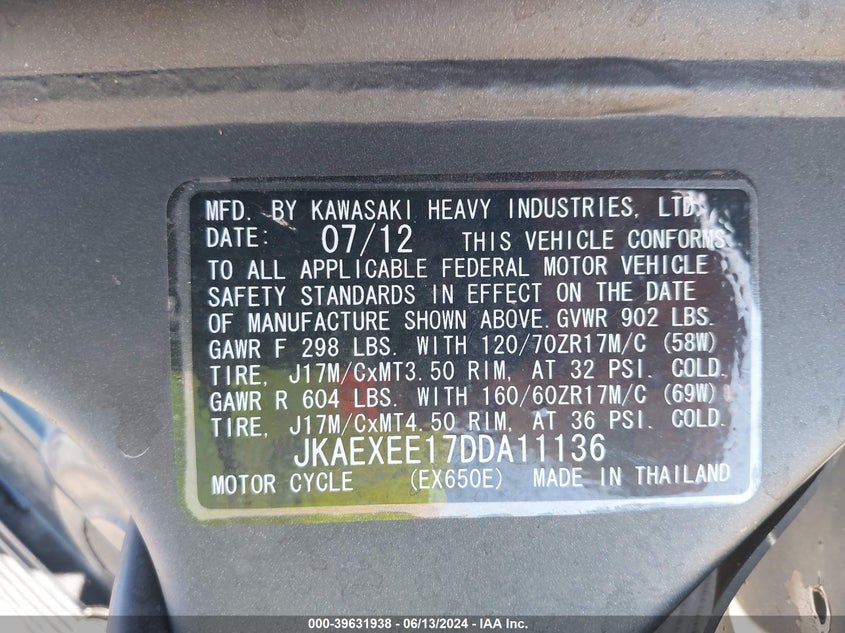 MFD. BY KAWASAKI HEAVY INDUSTRIES, LTD.
DATE: 07/12 THIS VEHICLE CONFORMS
TO ALL APPLICABLE FEDERAL MOTOR VEHICLE
SAFETY STANDARDS IN EFFECT ON THE DATE
OF MANUFACTURE SHOWN ABOVE. GVWR 902 LBS.
GAWR F 298 LBS. WITH 120/70ZR17M/C (58W)
TIRE, J17M/CxMT3.50 RIM, AT 32 PSI. COLD.
GAWR R 604 LBS. WITH 160/60ZR17M/C (69W)
TIRE, J17M/CxMT4.50 RIM, AT 36 PSI. COLD.
JKAEXEE17DDA11136
MOTOR CYCLE (EX650E) MADE IN THAILAND
000-39631938 - 06/13/2024 - IAA Inc.